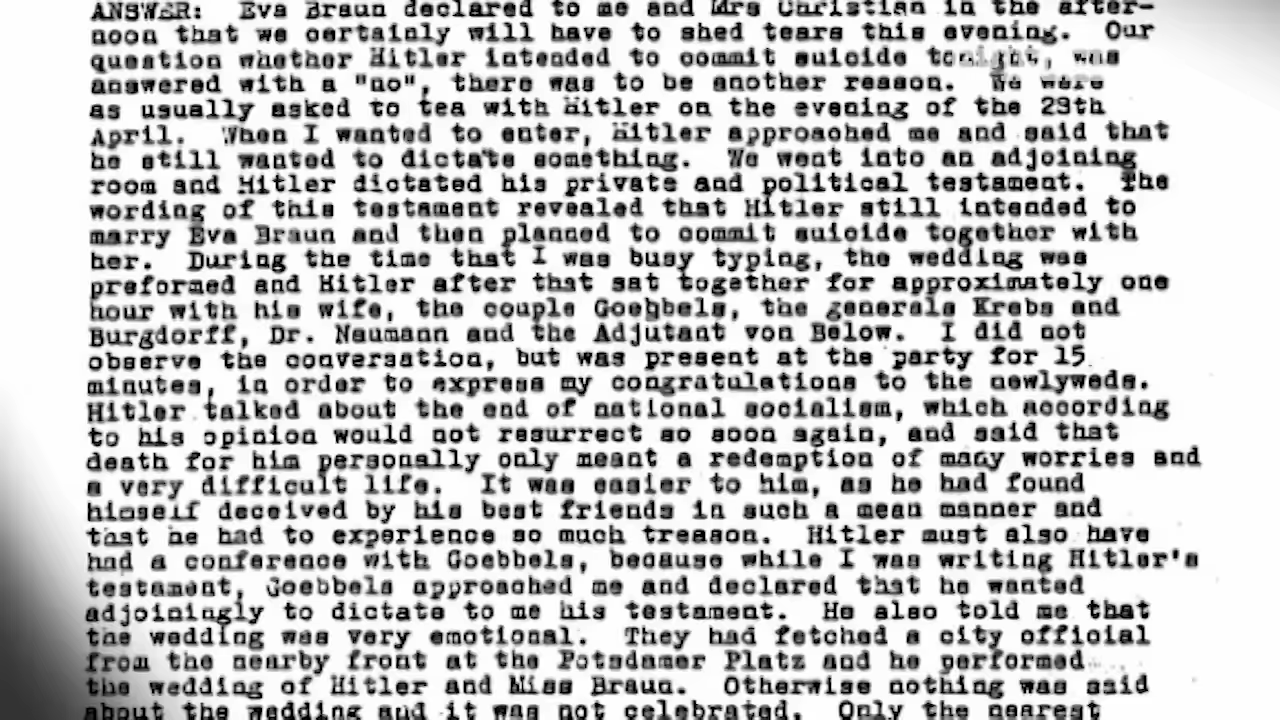 ANSWER: Eva Braun declared to me and Mrs Christian in the after-
noon that we certainly will have to shed tears this evening. Our
question whether Hitler intended to commit suicide tonight, was
answered with a "no", there was to be another reason. We were
as usually asked to tea with Hitler on the evening of the 29th
April. When I wanted to enter, Hitler approached me and said that
he still wanted to dictate something. We went into an adjoining
room and Hitler dictated his private and political testament. The
wording of this testament revealed that Hitler still intended to
marry Eva Braun and then planned to commit suicide together with
her. During the time that I was busy typing, the wedding was
preformed and Hitler after that sat together for approximately one
hour with his wife, the couple Goebbels, the generals Krebs and
Burgdorff, Dr. Naumann and the Adjutant von Below. I did not
observe the conversation, but was present at the party for 15
minutes, in order to express my congratulations to the newlyweds.
Hitler talked about the end of national socialism, which according
to his opinion would not resurrect so soon again, and said that
death for him personally only meant a redemption of many worries and
a very difficult life. It was easier to him, as he had found
himself deceived by his best friends in such a mean manner and
that he had to experience so much treason. Hitler must also have
had a conference with Goebbels, because while I was writing Hitler's
testament, Goebbels approached me and declared that he wanted
adjoiningly to dictate to me his testament. He also told me that
the wedding was very emotional. They had fetched a city official
from the nearby front at the Potsdamer Platz and he performed
the wedding of Hitler and Miss Braun. Otherwise nothing was said
about the wedding and it was not celebrated. Only the nearest